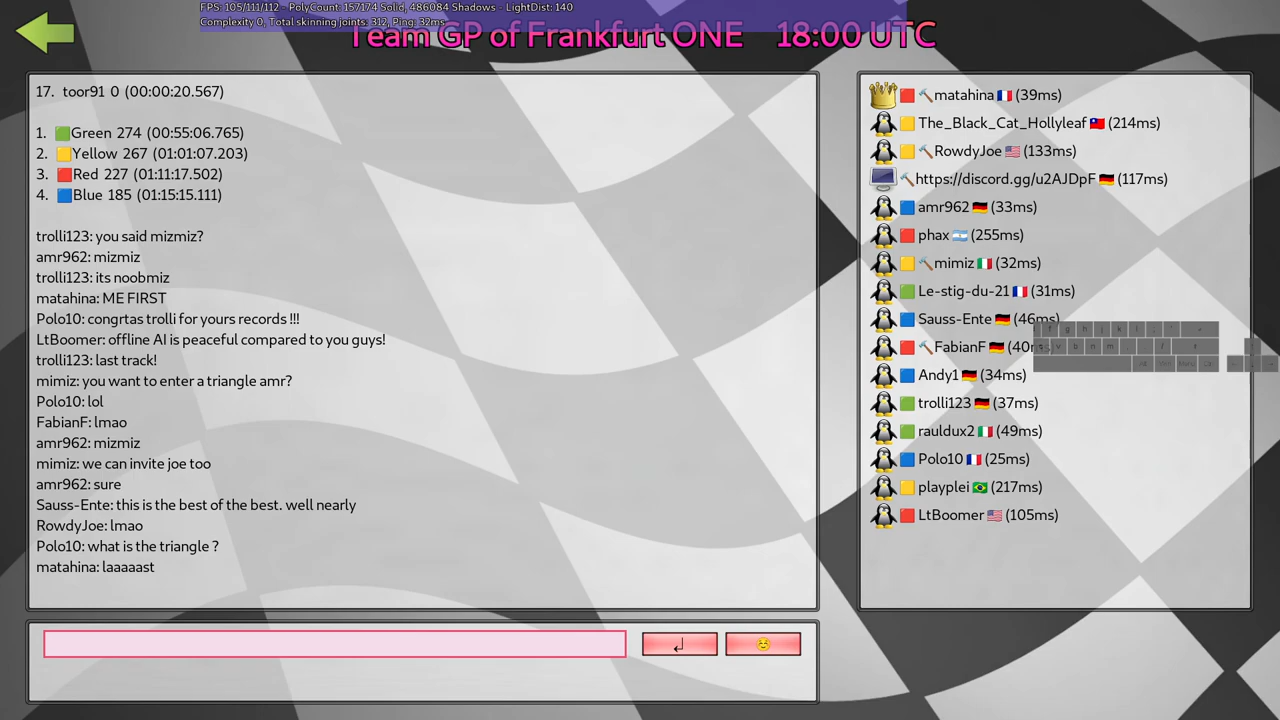 FPS: 105/111/112 - PolyCount: 157174 Solid, 486084 Shadows - LightDist: 140
Complexity 0, Total skinning joints: 312, Ping: 32ms
Team GP of Frankfurt ONE 18:00 UTC
17. toor91 0 (00:00:20.567)
1. Green 274 (00:55:06.765)
2. Yellow 267 (01:01:07.203)
3. Red 227 (01:11:17.502)
4. Blue 185 (01:15:15.111)
trolli123: you said mizmiz?
amr962: mizmiz
trolli123: its noobmiz
matahina: ME FIRST
Polo10: congrtas trolli for yours records !!!
LtBoomer: offline AI is peaceful compared to you guys!
trolli123: last track!
mimiz: you want to enter a triangle amr?
Polo10: lol
FabianF: lmao
amr962: mizmiz
mimiz: we can invite joe too
amr962: sure
Sauss-Ente: this is the best of the best. well nearly
RowdyJoe: lmao
Polo10: what is the triangle ?
matahina: laaaaast
matahina (39ms)
The_Black_Cat_Hollyleaf (214ms)
RowdyJoe (133ms)
https://discord.gg/u2AJDpF (117ms)
amr962 (33ms)
phax (255ms)
mimiz (32ms)
Le-stig-du-21 (31ms)
Sauss-Ente (46ms)
FabianF (40ms)
Andy1 (34ms)
trolli123 (37ms)
rauldux2 (49ms)
Polo10 (25ms)
playplei (217ms)
LtBoomer (105ms)